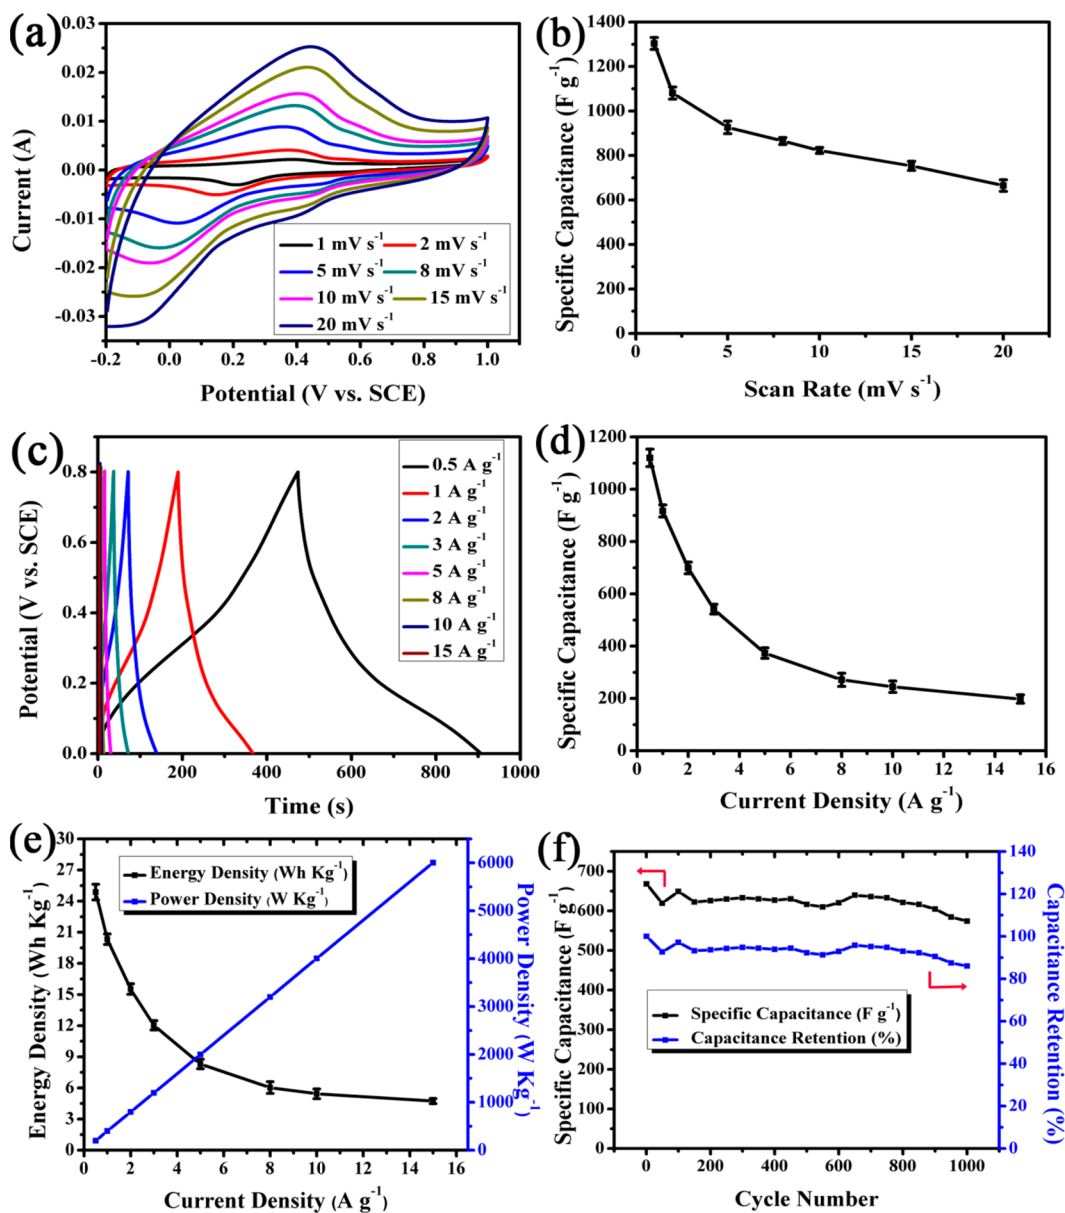 (a)
Current (A)
0.03
0.02
0.01
0.00
-0.01
-0.02
-0.03
-0.2 0.0 0.2 0.4 0.6 0.8 1.0
Potential (V vs. SCE)
1 mV s⁻¹ 2 mV s⁻¹
5 mV s⁻¹ 8 mV s⁻¹
10 mV s⁻¹ 15 mV s⁻¹
20 mV s⁻¹
(b)
Specific Capacitance (F g⁻¹)
1400
1200
1000
800
600
400
200
0
0 5 10 15 20
Scan Rate (mV s⁻¹)
(c)
Potential (V vs. SCE)
0.8
0.6
0.4
0.2
0.0
0 200 400 600 800 1000
Time (s)
0.5 A g⁻¹
1 A g⁻¹
2 A g⁻¹
3 A g⁻¹
5 A g⁻¹
8 A g⁻¹
10 A g⁻¹
15 A g⁻¹
(d)
Specific Capacitance (F g⁻¹)
1200
1000
800
600
400
200
0
0 2 4 6 8 10 12 14 16
Current Density (A g⁻¹)
(e)
Energy Density (Wh Kg⁻¹)
30
27
24
21
18
15
12
9
6
3
0
0 2 4 6 8 10 12 14 16
Current Density (A g⁻¹)
Energy Density (Wh Kg⁻¹)
Power Density (W Kg⁻¹)
6000
5000
4000
3000
2000
1000
0
Power Density (W Kg⁻¹)
(f)
Specific Capacitance (F g⁻¹)
700
600
500
400
300
200
100
0
0 200 400 600 800 1000
Cycle Number
Specific Capacitance (F g⁻¹)
Capacitance Retention (%)
140
120
100
80
60
40
20
0
Capacitance Retention (%)